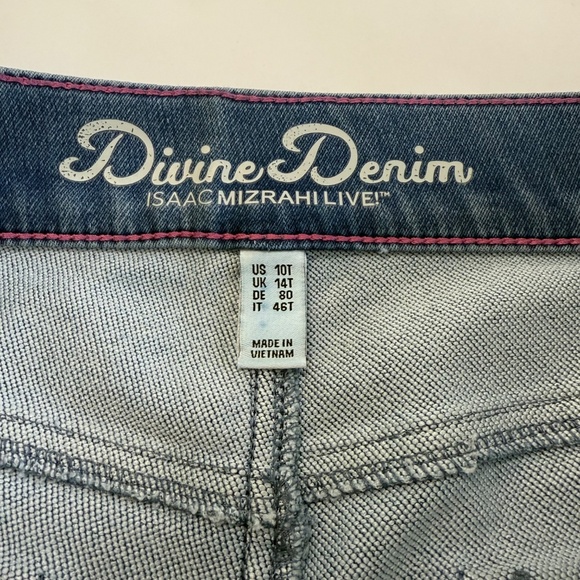 Divine Denim
ISAAC MIZRAHI LIVE!™
US 10T
UK 14T
DE 80
IT 46T
MADE IN
VIETNAM